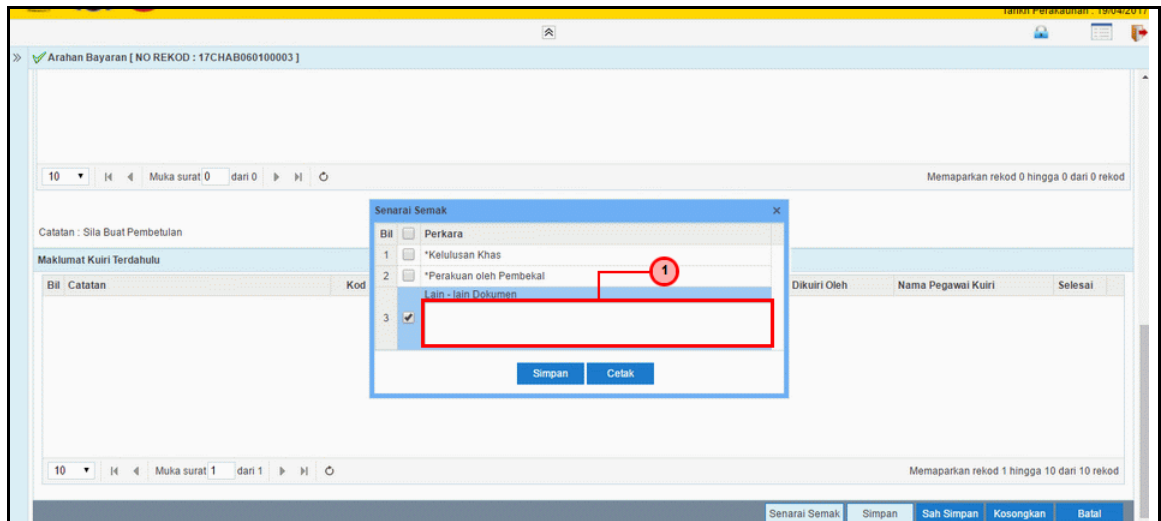 Tarikh Perakaunan : 19/04/2017
Arahan Bayaran [ NO REKOD : 17CHAB060100003 ]
10 Muka surat 0 dari 0 Memaparkan rekod 0 hingga 0 dari 0 rekod
Senarai Semak
Catatan : Sila Buat Pembetulan
Bil Perkara
1 *Kelulusan Khas
2 *Perakuan oleh Pembekal
3 Lain - lain Dokumen
1
Simpan Cetak
Maklumat Kuiri Terdahulu
Bil Catatan Kod Dikuiri Oleh Nama Pegawai Kuiri Selesai
10 Muka surat 1 dari 1 Memaparkan rekod 1 hingga 10 dari 10 rekod
Senarai Semak Simpan Sah Simpan Kosongkan Batal